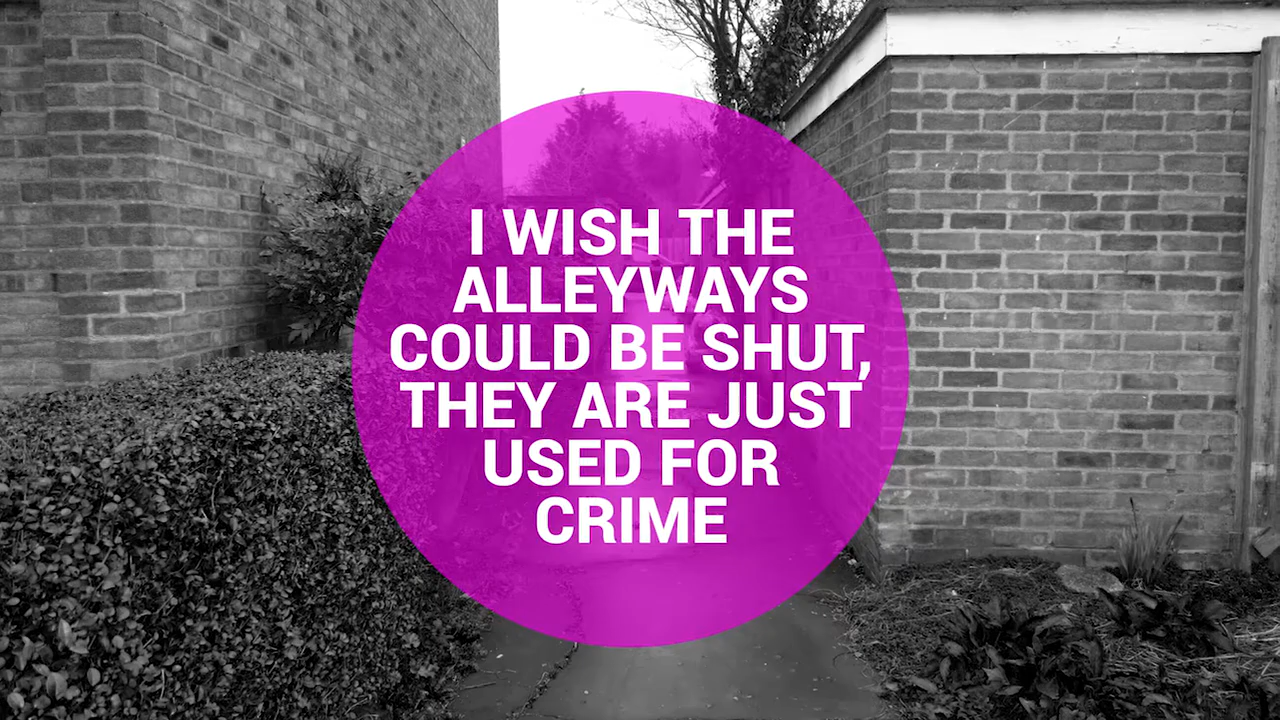 I WISH THE
ALLEYWAYS
COULD BE SHUT,
THEY ARE JUST
USED FOR
CRIME